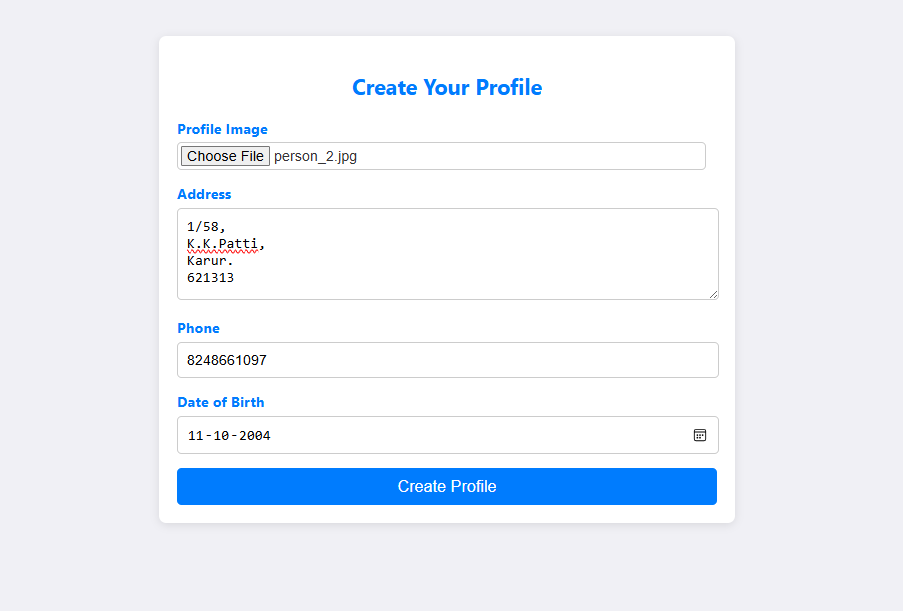 Create Your Profile
Profile Image
Choose File person_2.jpg
Address
1/58,
K.K.Patti,
Karur.
621313
Phone
8248661097
Date of Birth
11-10-2004
Create Profile